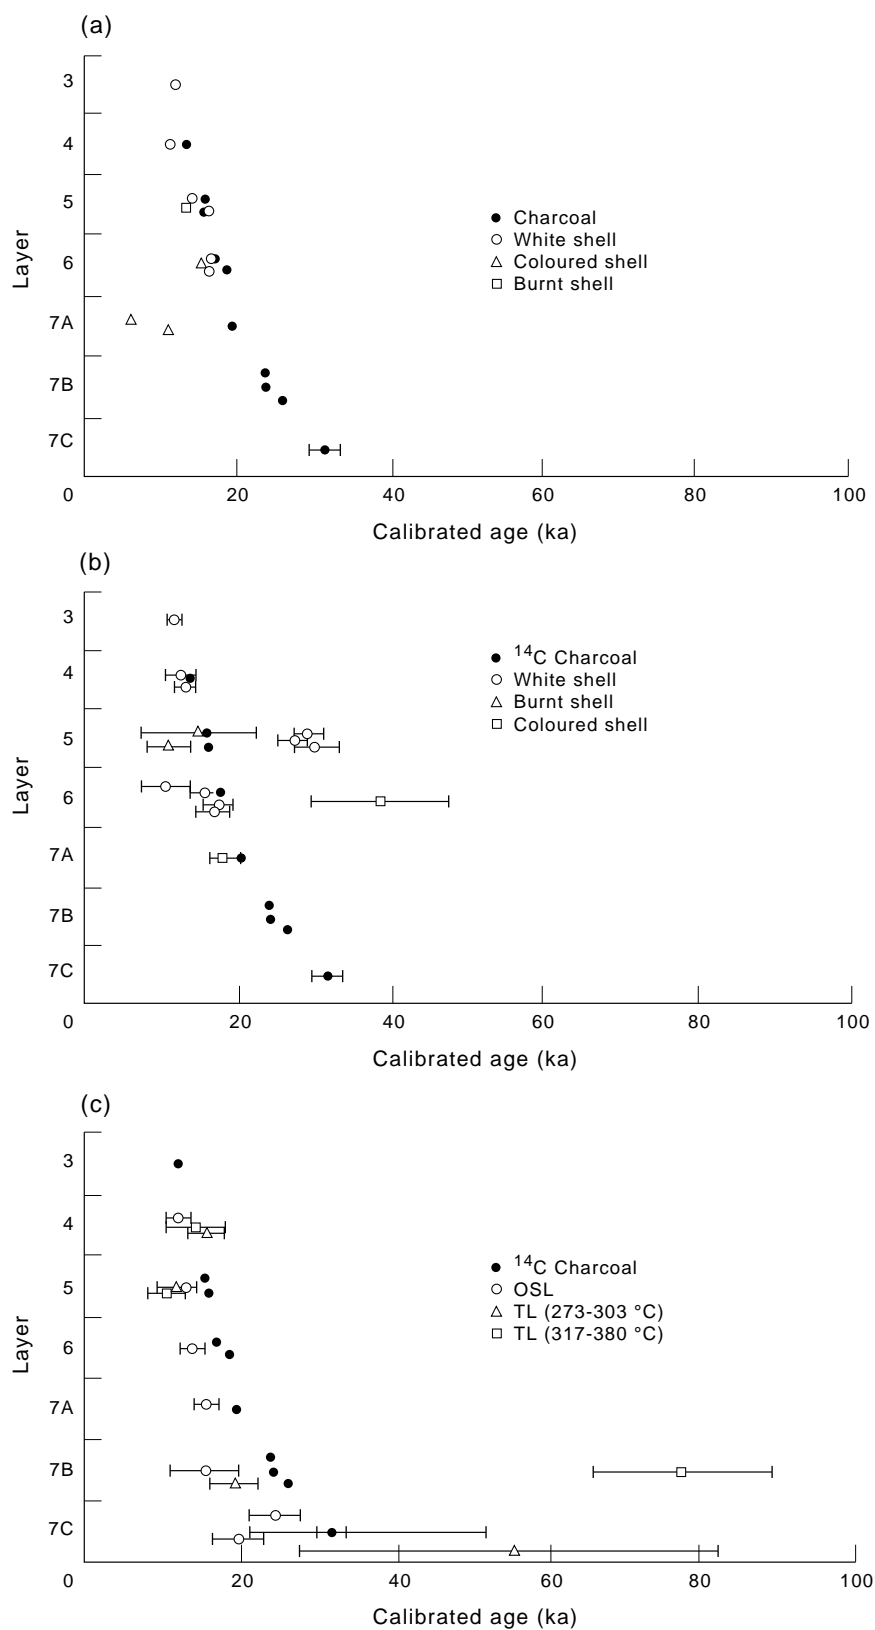 (a)
3
4
5
6
7A
7B
7C
Layer
Charcoal
White shell
Coloured shell
Burnt shell
0 20 40 60 80 100
Calibrated age (ka)
(b)
3
4
5
6
7A
7B
7C
Layer
14C Charcoal
White shell
Burnt shell
Coloured shell
0 20 40 60 80 100
Calibrated age (ka)
(c)
3
4
5
6
7A
7B
7C
Layer
14C Charcoal
OSL
TL (273-303 °C)
TL (317-380 °C)
0 20 40 60 80 100
Calibrated age (ka)